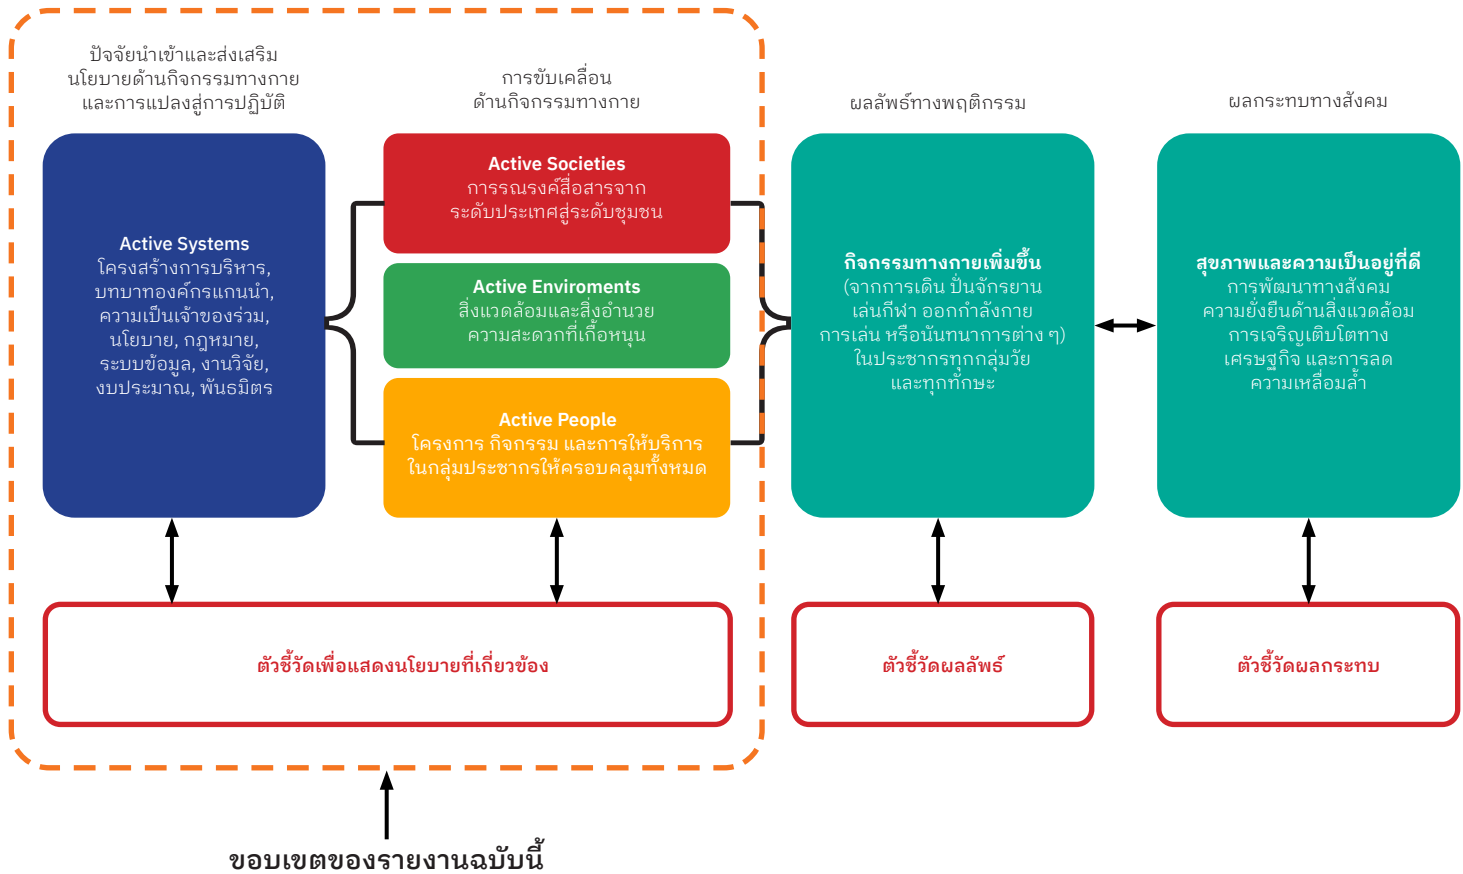 ปัจจัยนำเข้าและส่งเสริม
นโยบายด้านกิจกรรมทางกาย
และการแปลงสู่การปฏิบัติ
การขับเคลื่อน
ด้านกิจกรรมทางกาย
ผลลัพธ์ทางพฤติกรรม
ผลกระทบทางสังคม
Active Systems
โครงสร้างการบริหาร,
บทบาทองค์กรแกนนำ,
ความเป็นเจ้าของร่วม,
นโยบาย, กฎหมาย,
ระบบข้อมูล, งานวิจัย,
งบประมาณ, พันธมิตร
Active Societies
การรณรงค์สื่อสารจาก
ระดับประเทศสู่ระดับชุมชน
Active Enviroments
สิ่งแวดล้อมและสิ่งอำนวย
ความสะดวกที่เกื้อหนุน
Active People
โครงการ กิจกรรม และการให้บริการ
ในกลุ่มประชากรให้ครอบคลุมทั้งหมด
กิจกรรมทางกายเพิ่มขึ้น
(จากการเดิน ปั่นจักรยาน
เล่นกีฬา ออกกำลังกาย
การเล่น หรือนันทนาการต่าง ๆ)
ในประชากรทุกกลุ่มวัย
และทุกทักษะ
สุขภาพและความเป็นอยู่ที่ดี
การพัฒนาทางสังคม
ความยั่งยืนด้านสิ่งแวดล้อม
การเจริญเติบโตทาง
เศรษฐกิจ และการลด
ความเหลื่อมล้ำ
ตัวชี้วัดเพื่อแสดงนโยบายที่เกี่ยวข้อง
ตัวชี้วัดผลลัพธ์
ตัวชี้วัดผลกระทบ
ขอบเขตของรายงานฉบับนี้